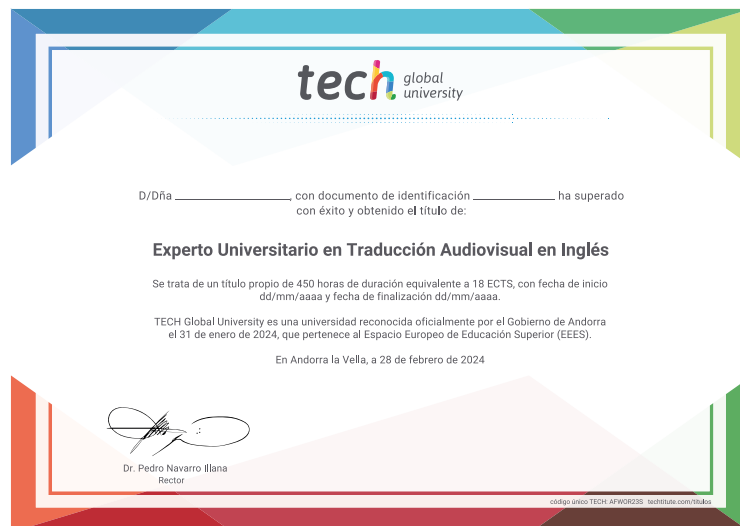 tech global
university
D/Dña ____________________, con documento de identificación ____________ ha superado
con éxito y obtenido el título de:
Experto Universitario en Traducción Audiovisual en Inglés
Se trata de un título propio de 450 horas de duración equivalente a 18 ECTS, con fecha de inicio
dd/mm/aaaa y fecha de finalización dd/mm/aaaa.
TECH Global University es una universidad reconocida oficialmente por el Gobierno de Andorra
el 31 de enero de 2024, que pertenece al Espacio Europeo de Educación Superior (EEES).
En Andorra la Vella, a 28 de febrero de 2024
Dr. Pedro Navarro Illana
Rector
código único TECH: AFWOR23S techtitute.com/titulos